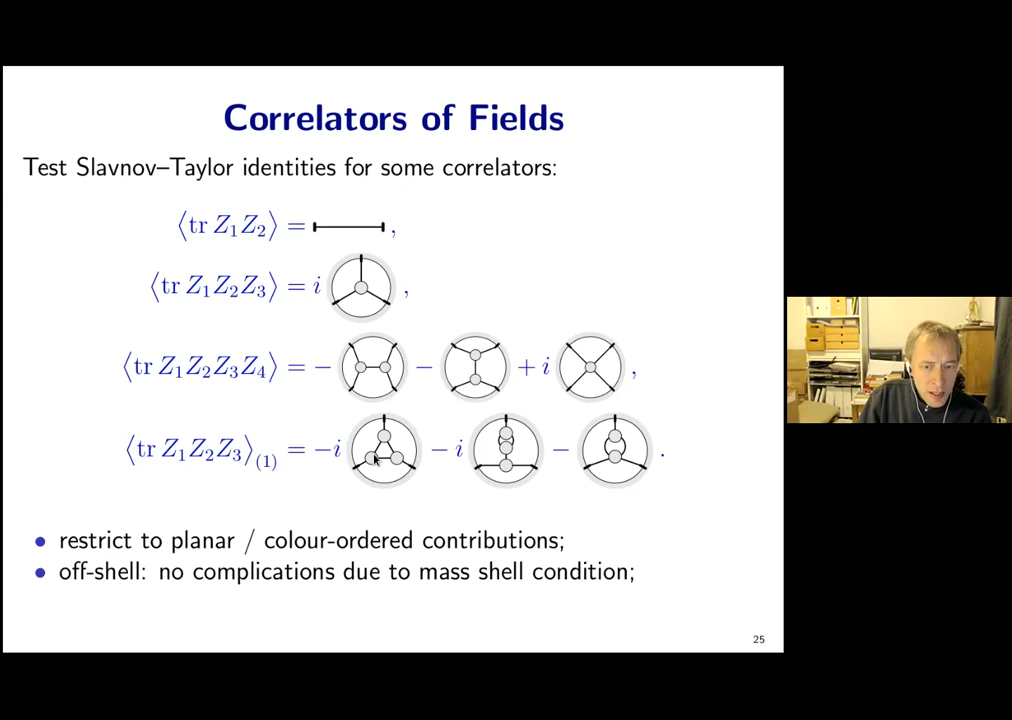 Correlators of Fields
Test Slavnov–Taylor identities for some correlators:
⟨tr Z₁Z₂⟩ = ,
⟨tr Z₁Z₂Z₃⟩ = i ,
⟨tr Z₁Z₂Z₃Z₄⟩ = − − + i ,
⟨tr Z₁Z₂Z₃⟩₍₁₎ = −i − i − .
• restrict to planar / colour-ordered contributions;
• off-shell: no complications due to mass shell condition;
25